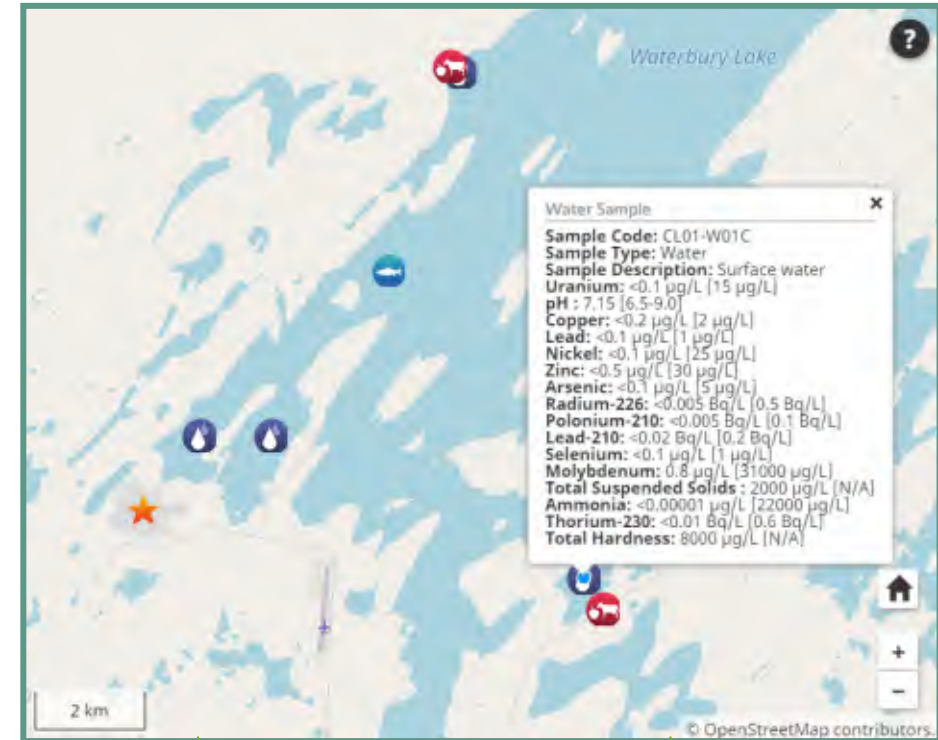 ?
Waterbury Lake
Water Sample ×
Sample Code: CL01-W01C
Sample Type: Water
Sample Description: Surface water
Uranium: <0.1 µg/L [15 µg/L]
pH : 7.15 [6.5-9.0]
Copper: <0.2 µg/L [2 µg/L]
Lead: <0.1 µg/L [1 µg/L]
Nickel: <0.1 µg/L [25 µg/L]
Zinc: <0.5 µg/L [30 µg/L]
Arsenic: <0.1 µg/L [5 µg/L]
Radium-226: <0.005 Bq/L [0.5 Bq/L]
Polonium-210: <0.005 Bq/L [0.1 Bq/L]
Lead-210: <0.02 Bq/L [0.2 Bq/L]
Selenium: <0.1 µg/L [1 µg/L]
Molybdenum: 0.8 µg/L [31000 µg/L]
Total Suspended Solids : 2000 µg/L [N/A]
Ammonia: <0.00001 µg/L [22000 µg/L]
Thorium-230: <0.01 Bq/L [0.6 Bq/L]
Total Hardness: 8000 µg/L [N/A]
+
−
2 km
© OpenStreetMap contributors.